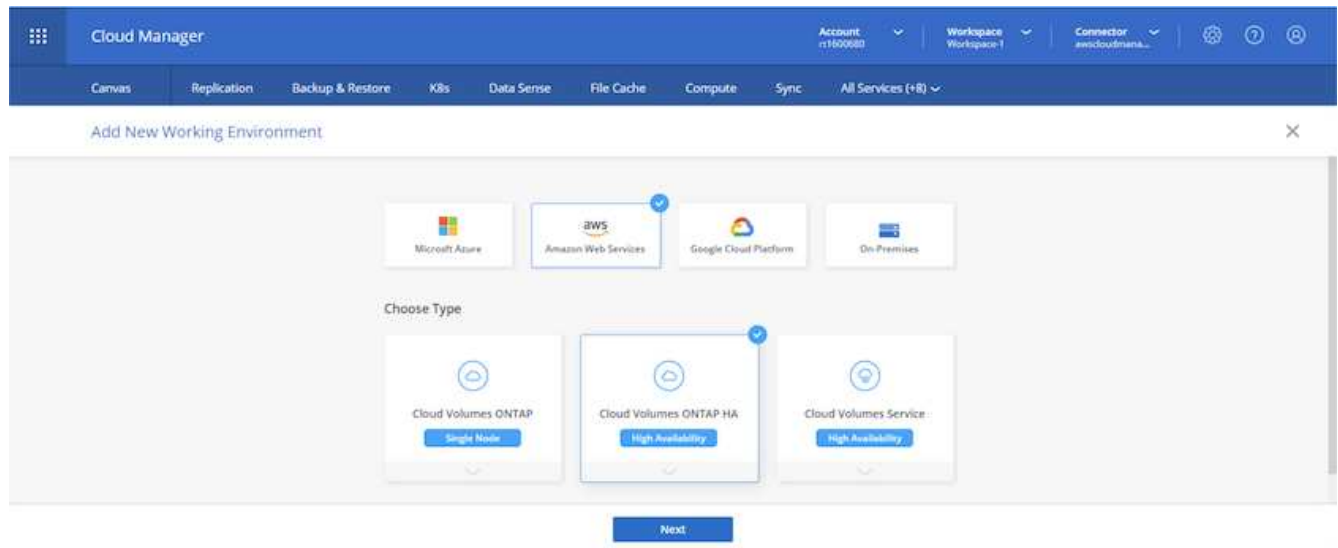 Cloud Manager
Account
rt1600680
Workspace
Workspace-1
Connector
awscloudmana...
Canvas
Replication
Backup & Restore
K8s
Data Sense
File Cache
Compute
Sync
All Services (+8)
Add New Working Environment
Microsoft Azure
aws
Amazon Web Services
Google Cloud Platform
On-Premises
Choose Type
Cloud Volumes ONTAP
Single Node
Cloud Volumes ONTAP HA
High Availability
Cloud Volumes Service
High Availability
Next